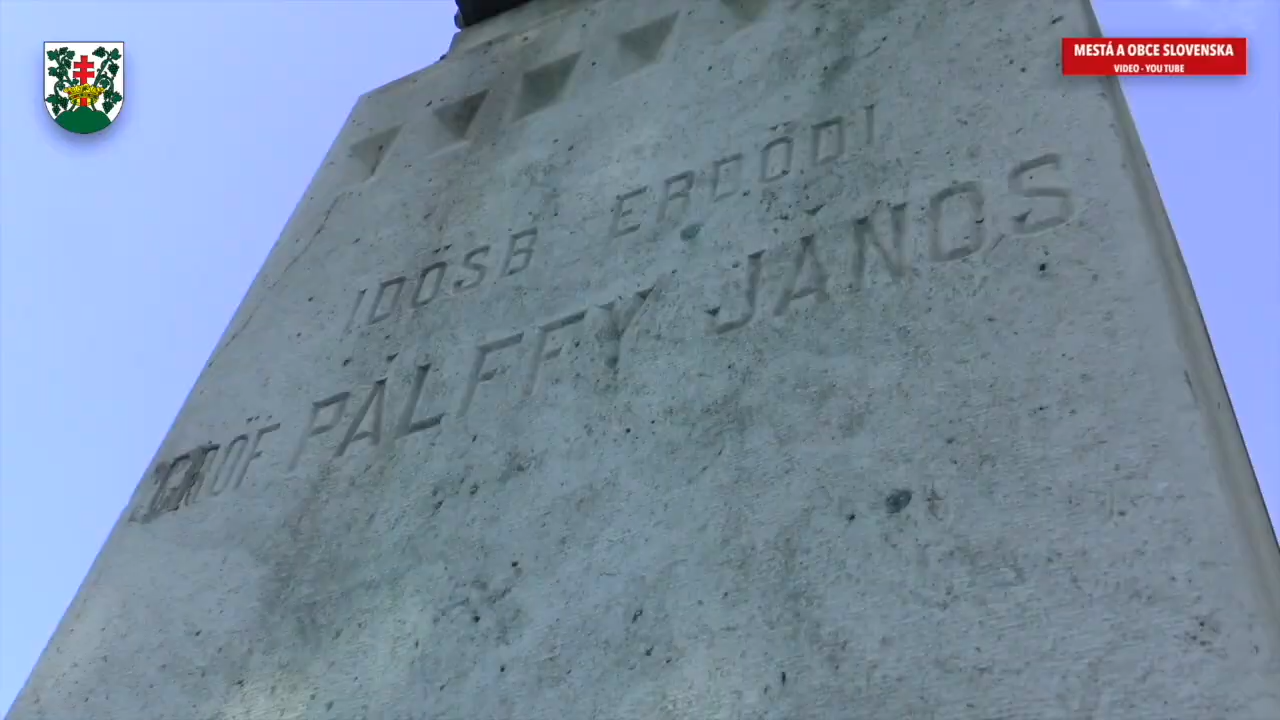 MESTÁ A OBCE SLOVENSKA
VIDEO - YOU TUBE
IDŐSB ERDŐDI
GRÓF PÁLFFY JÁNOS